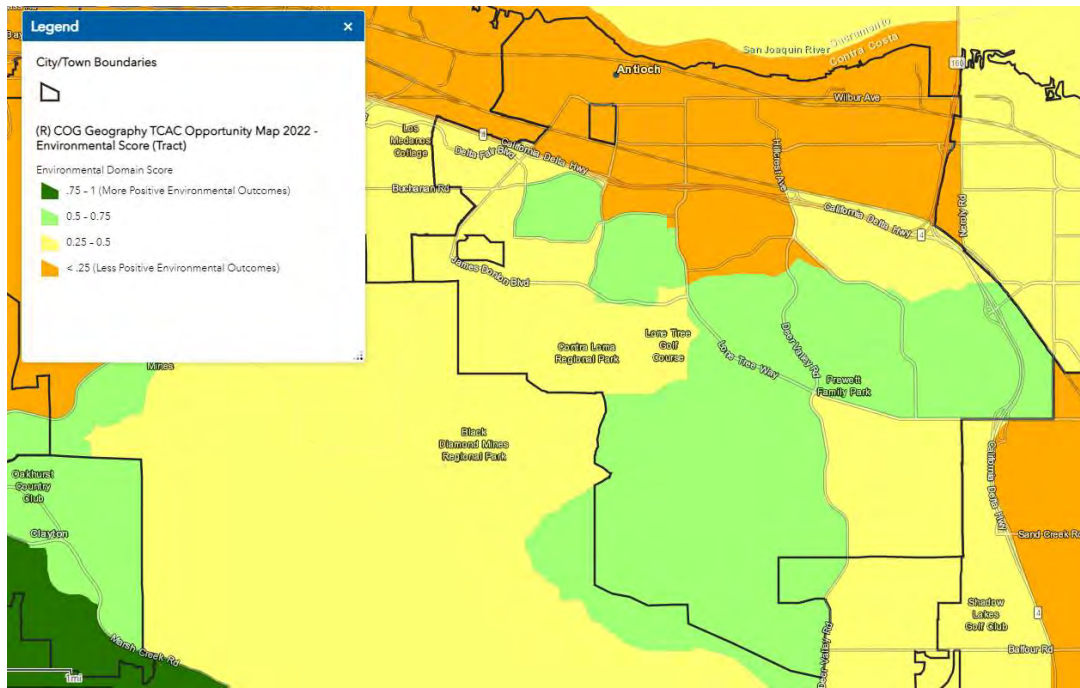 Legend
×
City/Town Boundaries
(R) COG Geography TCAC Opportunity Map 2022 -
Environmental Score (Tract)
Environmental Domain Score
.75 - 1 (More Positive Environmental Outcomes)
0.5 - 0.75
0.25 - 0.5
< .25 (Less Positive Environmental Outcomes)
San Joaquin River
Sacramento
Contra Costa
160
Antioch
Wilbur Ave
Los
Medanos
College
4
Delta Fair Blvd
California Delta Hwy
Hillcrest Ave
Buchanan Rd
California Delta Hwy
4
Neroly Rd
James Donlon Blvd
Contra Loma
Regional Park
Lone Tree
Golf
Course
Lone Tree Way
Deer Valley Rd
Prewett
Family Park
Mines
Black
Diamond Mines
Regional Park
Oakhurst
Country
Club
Clayton
California Delta Hwy
Sand Creek Rd
Shadow
Lakes
Golf Club
4
Balfour Rd
Marsh Creek Rd
Deer Valley Rd
1mi